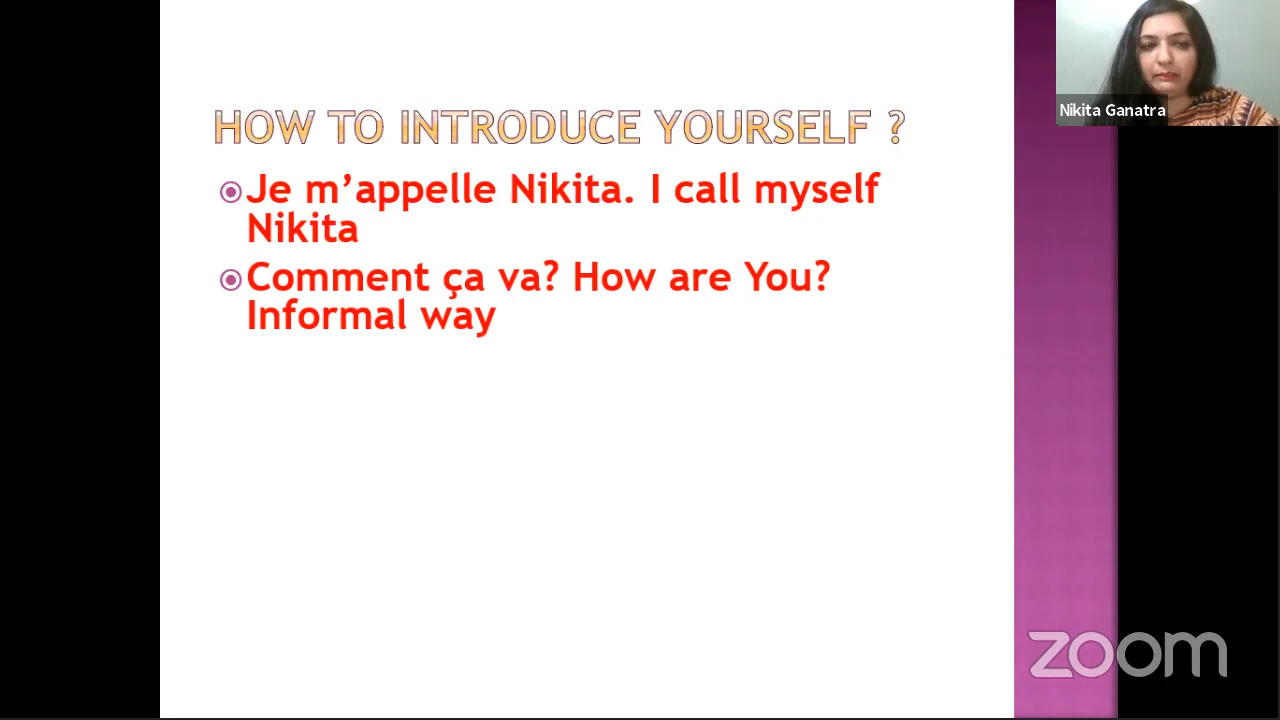 HOW TO INTRODUCE YOURSELF ?
Je m’appelle Nikita. I call myself
Nikita
Comment ça va? How are You?
Informal way
Nikita Ganatra
zoom